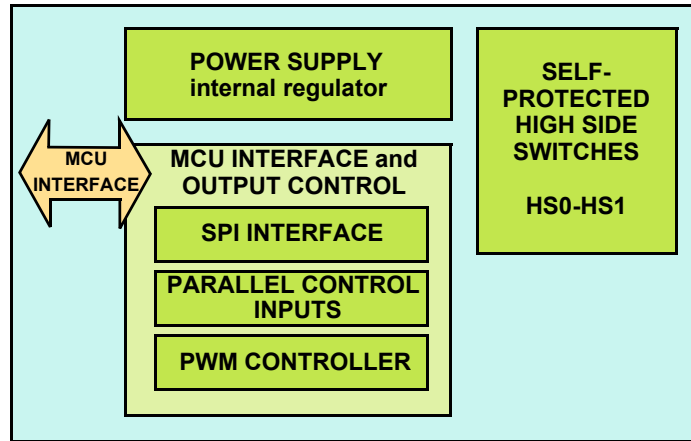 POWER SUPPLY
internal regulator
SELF-
PROTECTED
HIGH SIDE
SWITCHES
HS0-HS1
MCU
INTERFACE
MCU INTERFACE and
OUTPUT CONTROL
SPI INTERFACE
PARALLEL CONTROL
INPUTS
PWM CONTROLLER